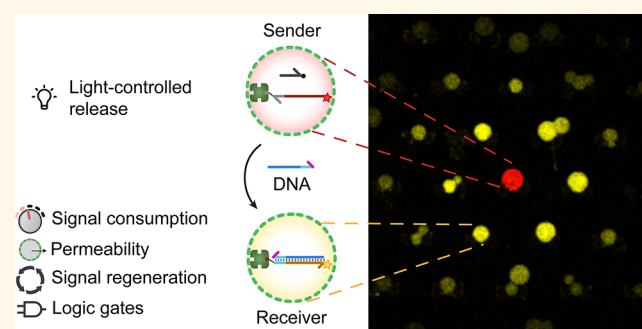 Sender
Light-controlled
release
DNA
Signal consumption
Permeability
Signal regeneration
Logic gates
Receiver